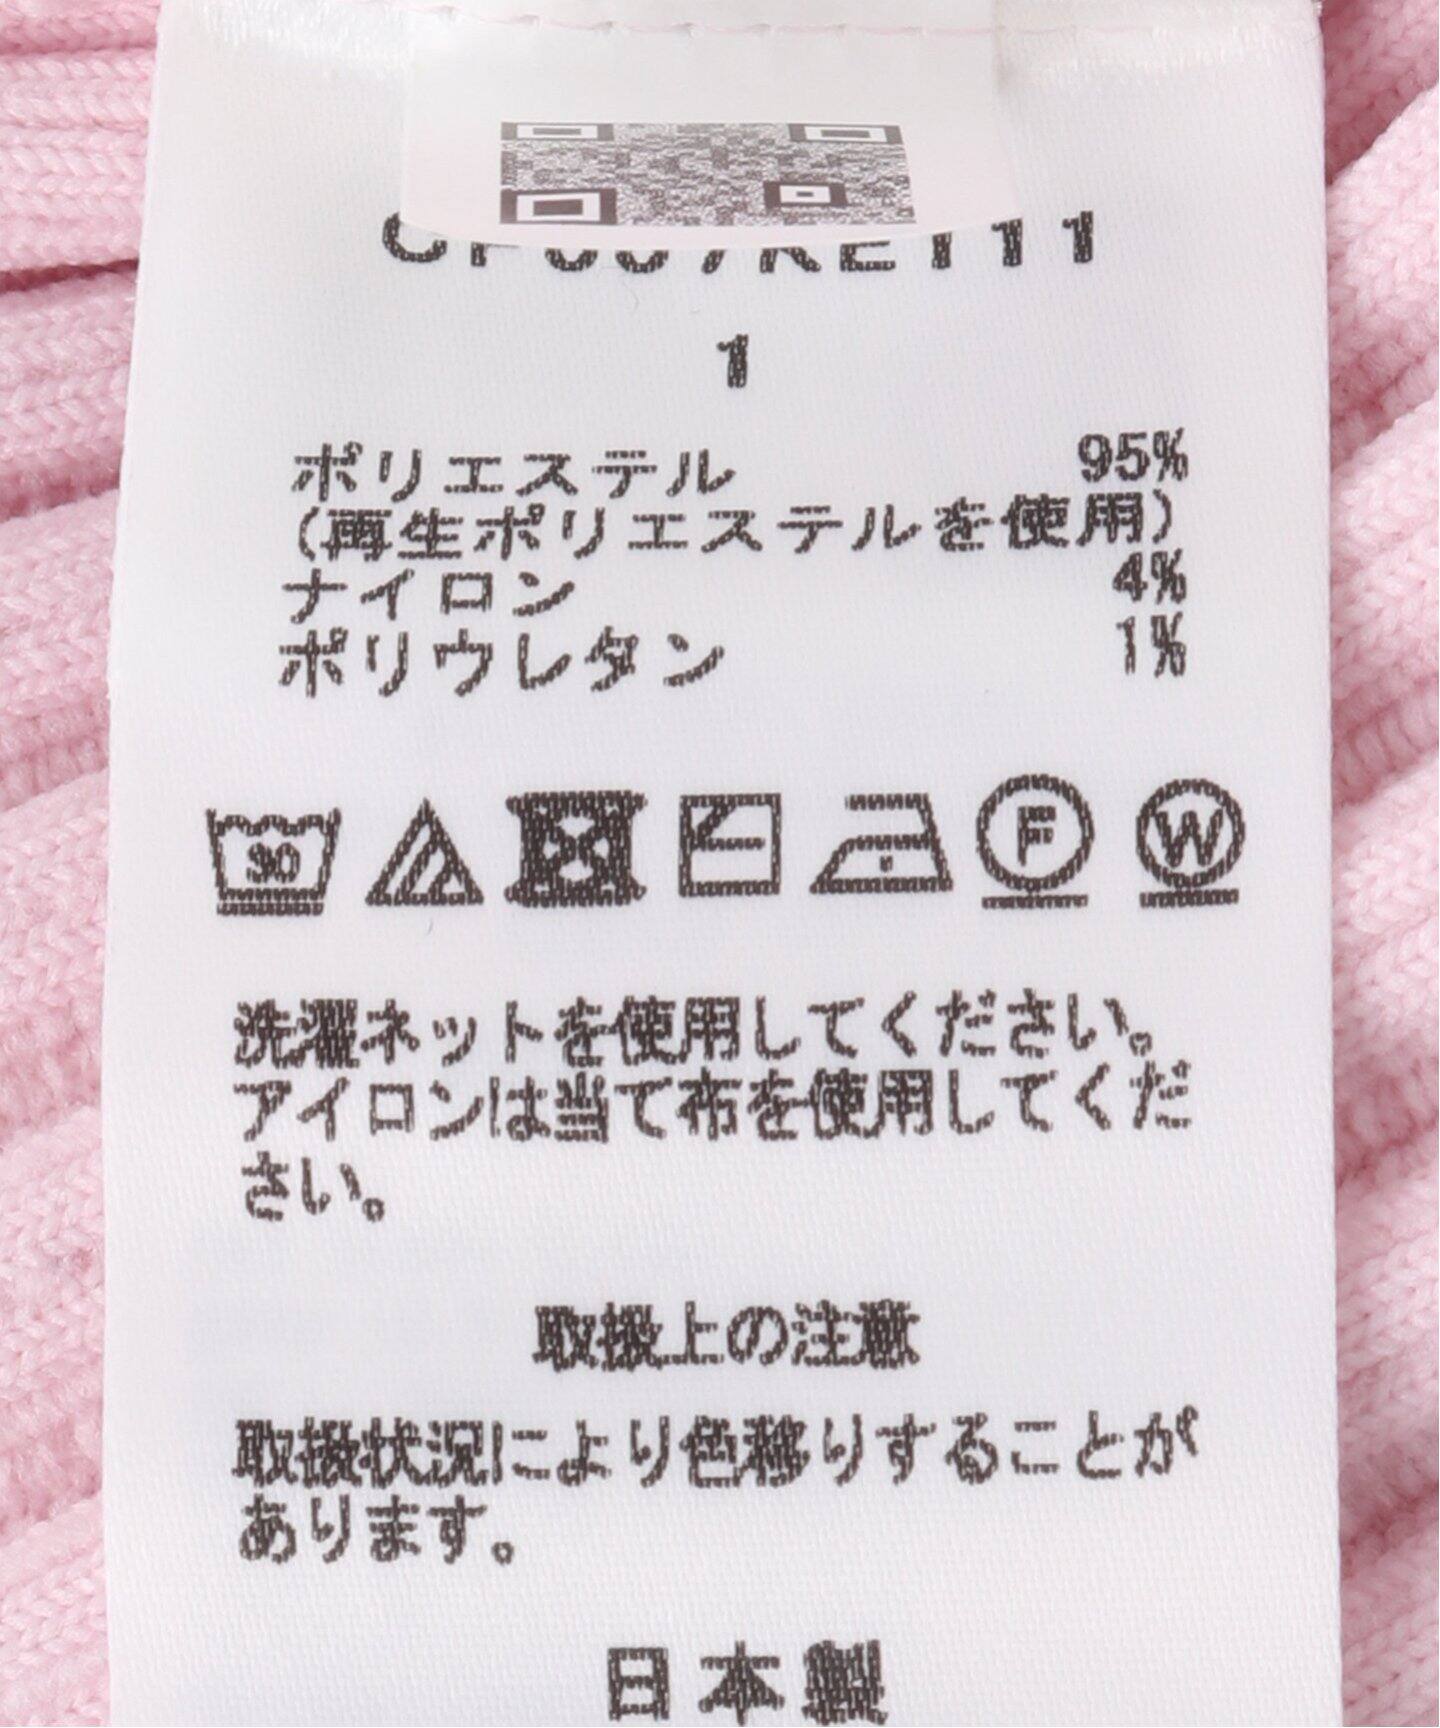 1
ポリエステル 95%
(再生ポリエステルを使用)
ナイロン 4%
ポリウレタン 1%
30 F W
洗濯ネットを使用してください。
アイロンは当て布を使用してくだ
さい。
取扱上の注意
取扱状況により色移りすることが
あります。
日本製